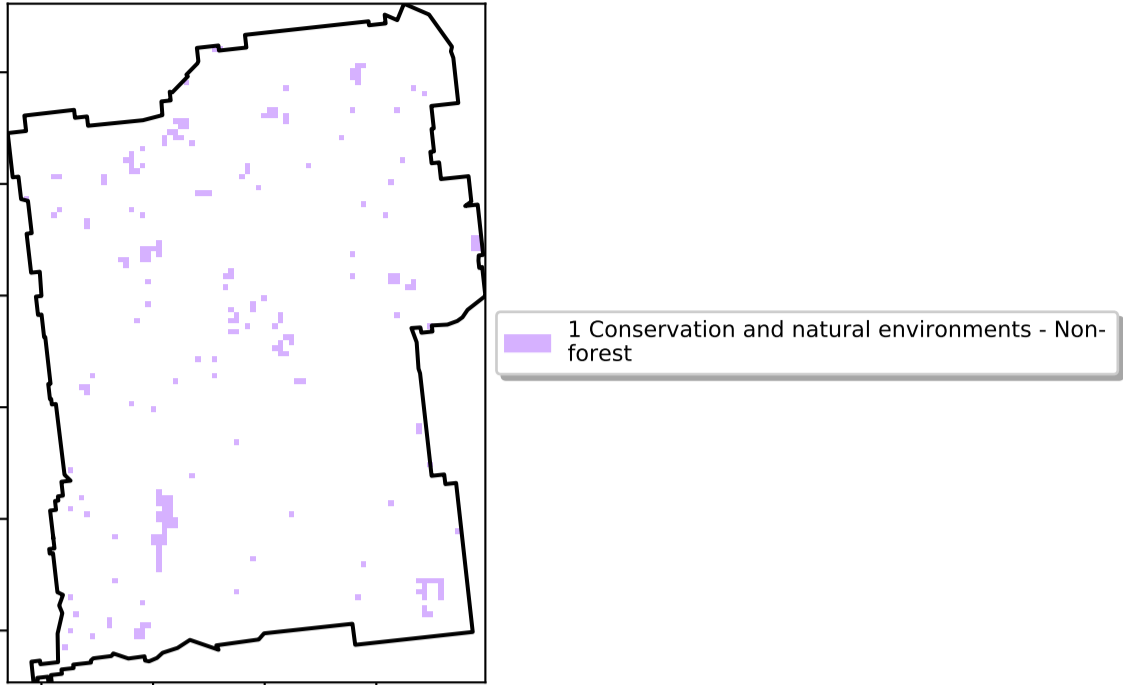 1 Conservation and natural environments - Non-
forest